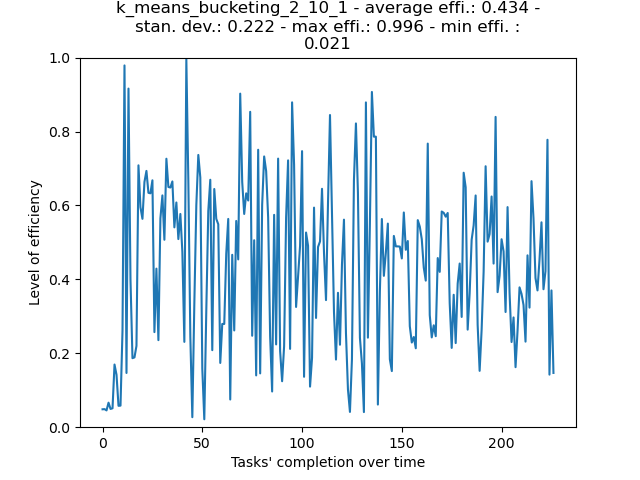 k_means_bucketing_2_10_1 - average effi.: 0.434 -
stan. dev.: 0.222 - max effi.: 0.996 - min effi. :
0.021
1.0
0.8
0.6
0.4
0.2
0.0
Level of efficiency
0 50 100 150 200
Tasks' completion over time